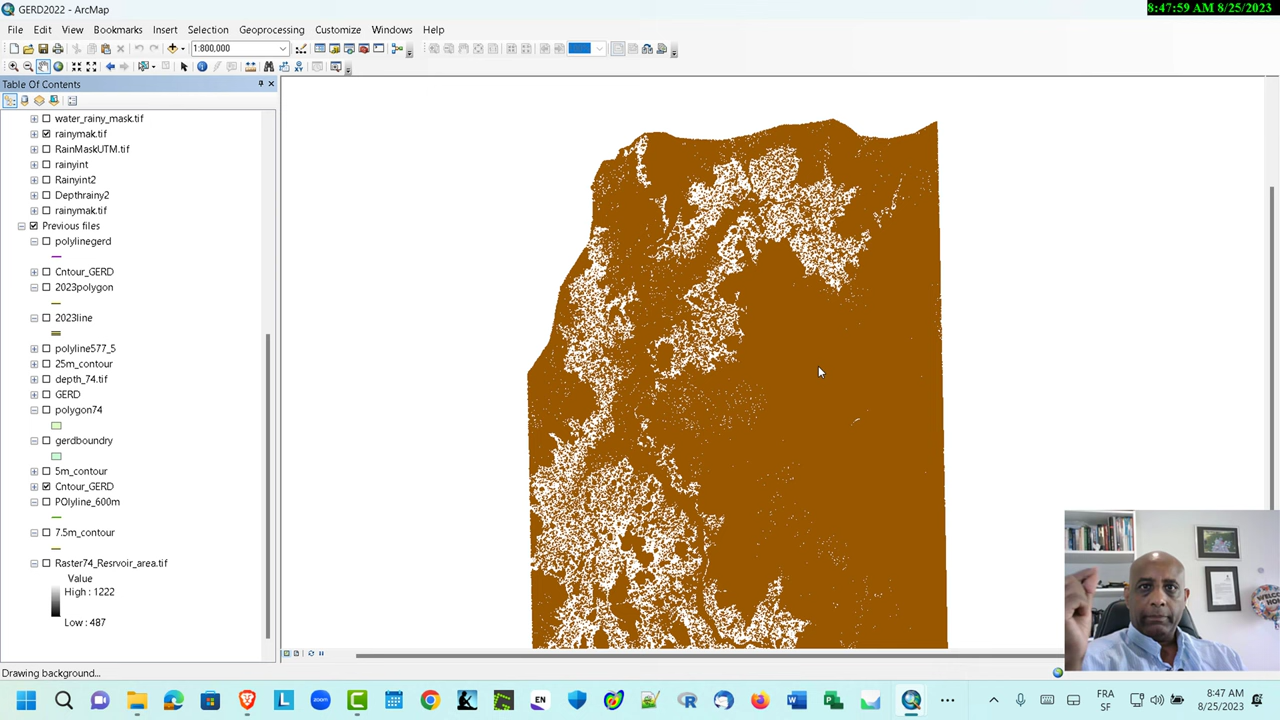 GERD2022 - ArcMap
8:47:59 AM 8/25/2023
File Edit View Bookmarks Insert Selection Geoprocessing Customize Windows Help
1:800,000
Table Of Contents
water_rainy_mask.tif
rainymak.tif
RainMaskUTM.tif
rainyint
Rainyint2
Depthrainy2
rainymak.tif
Previous files
polylinegerd
Cntour_GERD
2023polygon
2023line
polyline577_5
25m_contour
depth_74.tif
GERD
polygon74
gerdboundry
5m_contour
Cntour_GERD
POlyline_600m
7.5m_contour
Raster74_Resrvoir_area.tif
Value
High : 1222
Low : 487
Drawing background...
EN
FRA
SF
8:47 AM
8/25/2023